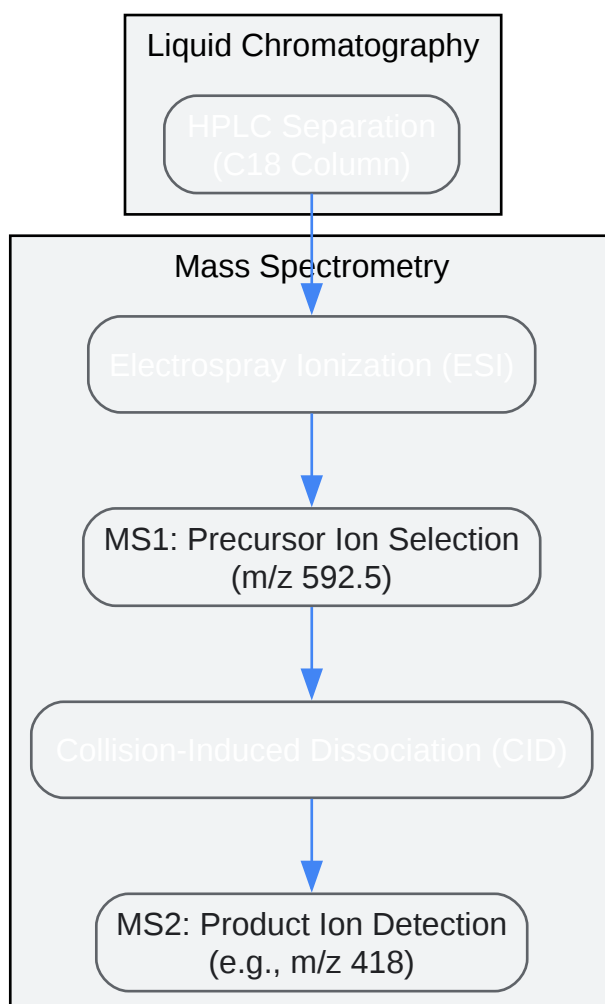 Liquid Chromatography
HPLC Separation
(C18 Column)
Mass Spectrometry
Electrospray Ionization (ESI)
MS1: Precursor Ion Selection
(m/z 592.5)
Collision-Induced Dissociation (CID)
MS2: Product Ion Detection
(e.g., m/z 418)